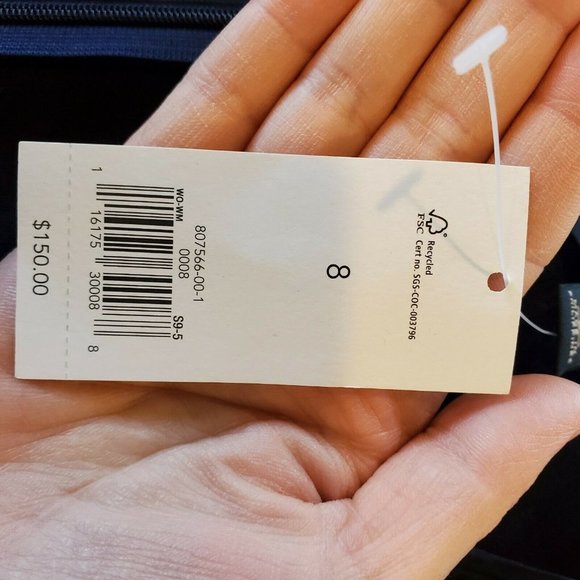 FSC
®
Recycled
Cert no. SGS-COC-003796
8
807566-00-1
0008
WO-WM
S9-5
1 16175 30008 8
$150.00